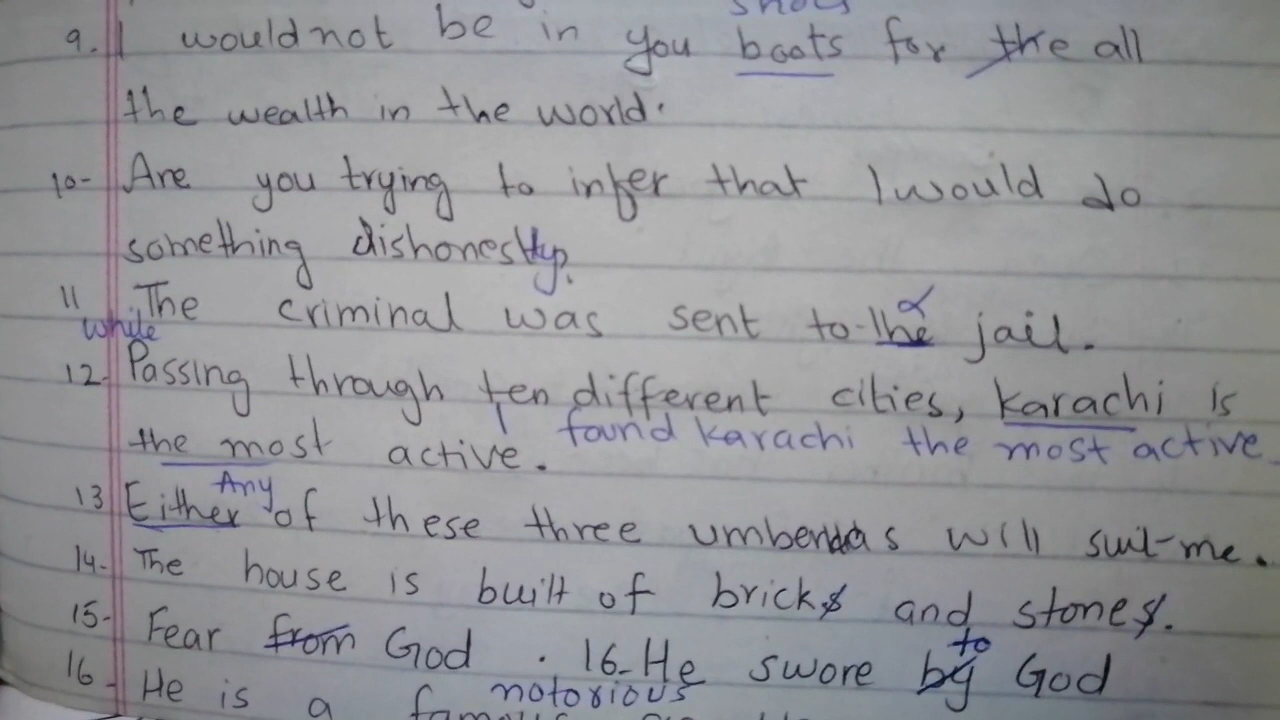 shoes
9. I would not be in you boots for the all
the wealth in the world.
10- Are you trying to infer that I would do
something dishonestly.
11 The criminal was sent to the jail.
while
12. Passing through ten different cities, karachi is
I found karachi the most active
the most active.
Any
13 Either of these three will suit me.
14- The house is built of bricks and stones.
to
15- Fear from God . 16- He swore by God
notorious
16- He is a famous